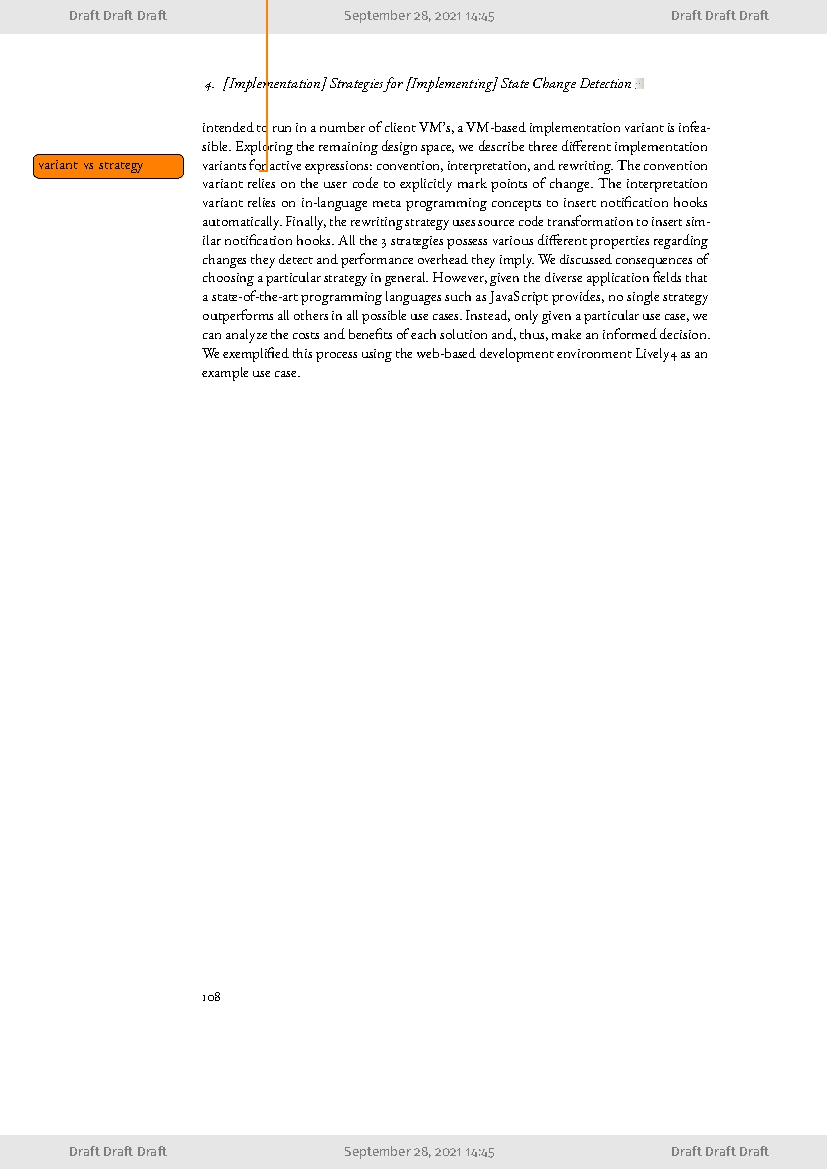 Draft Draft Draft September 28, 2021 14:45 Draft Draft Draft
4. [Implementation] Strategies for [Implementing] State Change Detection
intended to run in a number of client VM's, a VM-based implementation variant is infea-
sible. Exploring the remaining design space, we describe three different implementation
variant vs strategy
variants for active expressions: convention, interpretation, and rewriting. The convention
variant relies on the user code to explicitly mark points of change. The interpretation
variant relies on in-language meta programming concepts to insert notification hooks
automatically. Finally, the rewriting strategy uses source code transformation to insert sim-
ilar notification hooks. All the 3 strategies possess various different properties regarding
changes they detect and performance overhead they imply. We discussed consequences of
choosing a particular strategy in general. However, given the diverse application fields that
a state-of-the-art programming languages such as JavaScript provides, no single strategy
outperforms all others in all possible use cases. Instead, only given a particular use case, we
can analyze the costs and benefits of each solution and, thus, make an informed decision.
We exemplified this process using the web-based development environment Lively4 as an
example use case.
108
Draft Draft Draft September 28, 2021 14:45 Draft Draft Draft